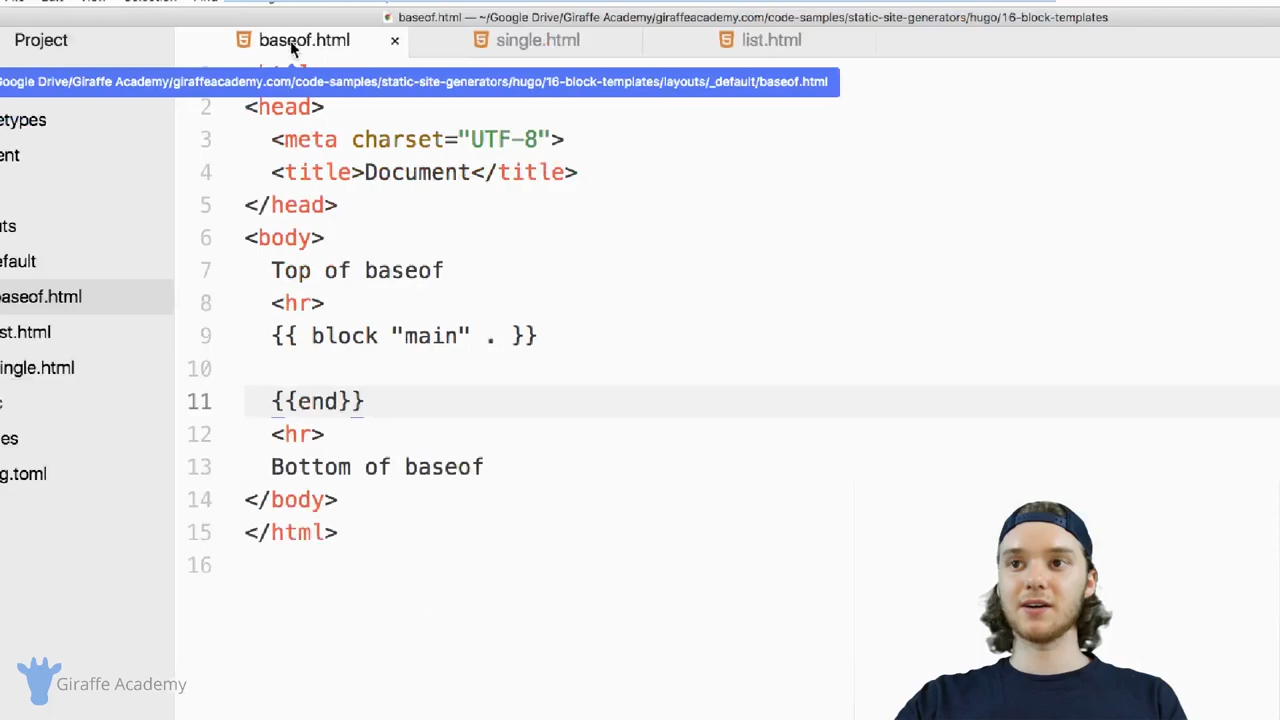 baseof.html — ~/Google Drive/Giraffe Academy/giraffeacademy.com/code-samples/static-site-generators/hugo/16-block-templates
Project
baseof.html
single.html
list.html
Google Drive/Giraffe Academy/giraffeacademy.com/code-samples/static-site-generators/hugo/16-block-templates/layouts/_default/baseof.html
2 <head>
3 <meta charset="UTF-8">
4 <title>Document</title>
5 </head>
6 <body>
7 Top of baseof
8 <hr>
9 {{ block "main" . }}
10
11 {{end}}
12 <hr>
13 Bottom of baseof
14 </body>
15 </html>
16
etypes
ent
uts
efault
baseof.html
st.html
ingle.html
c
es
g.toml
Giraffe Academy